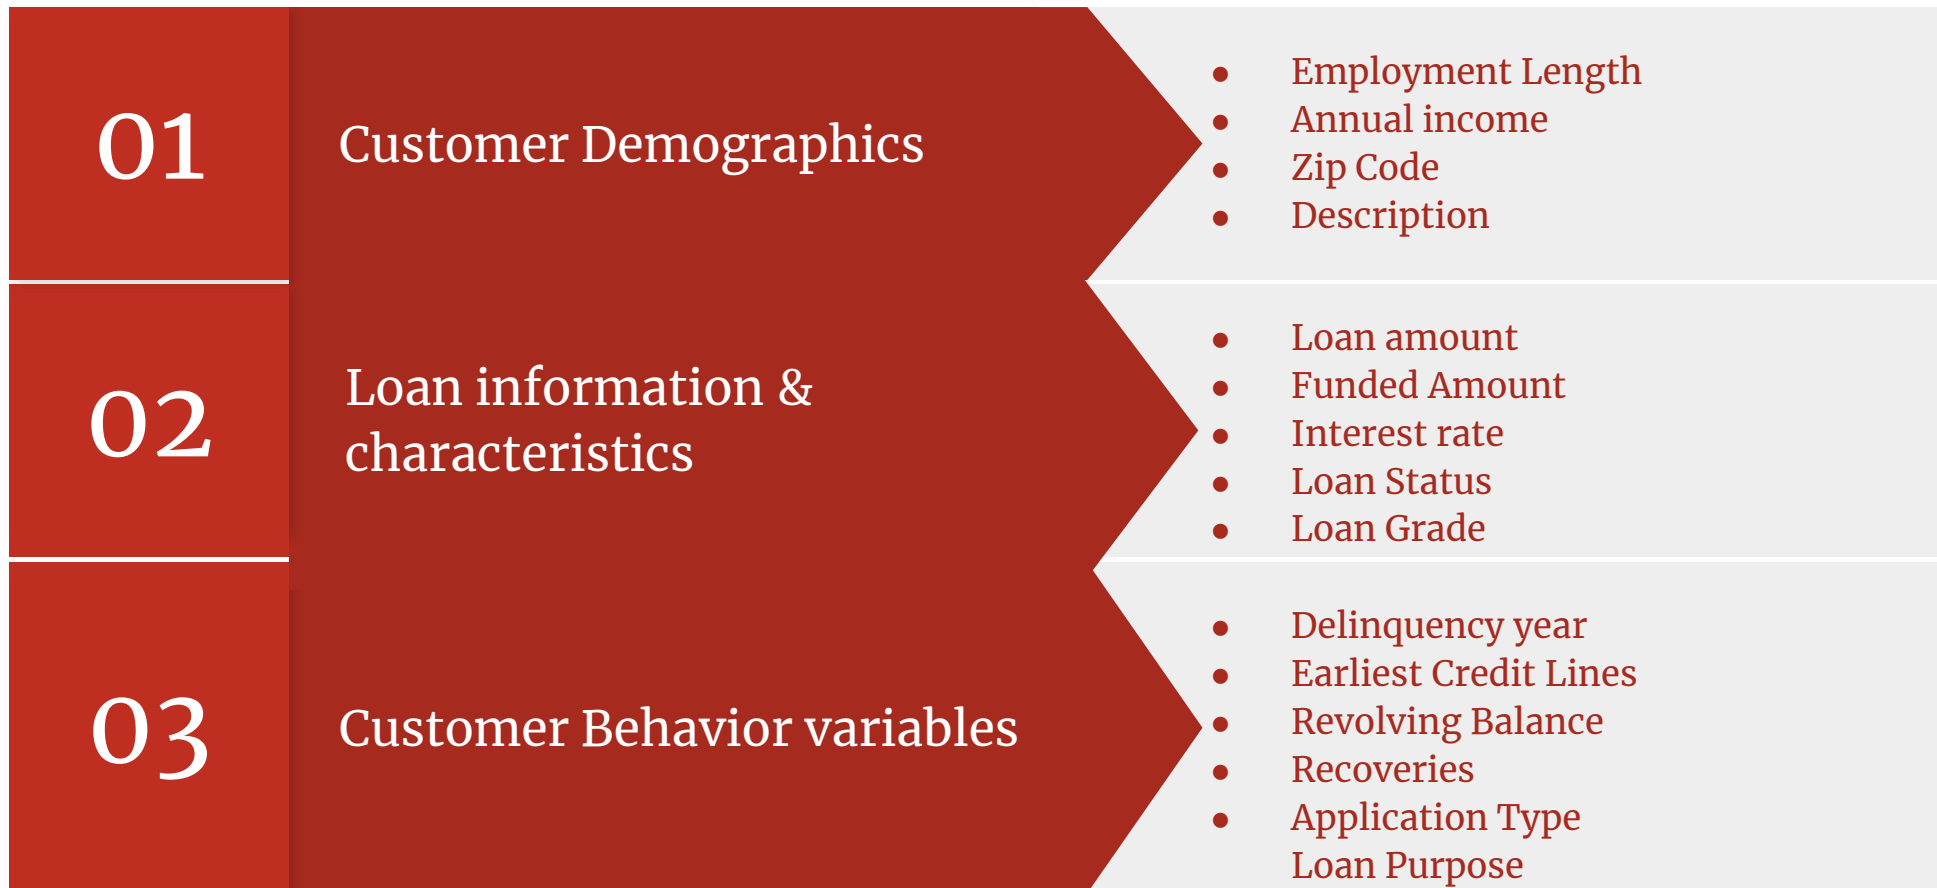 01
Customer Demographics
● Employment Length
● Annual income
● Zip Code
● Description
02
Loan information &
characteristics
● Loan amount
● Funded Amount
● Interest rate
● Loan Status
● Loan Grade
03
Customer Behavior variables
● Delinquency year
● Earliest Credit Lines
● Revolving Balance
● Recoveries
● Application Type
Loan Purpose